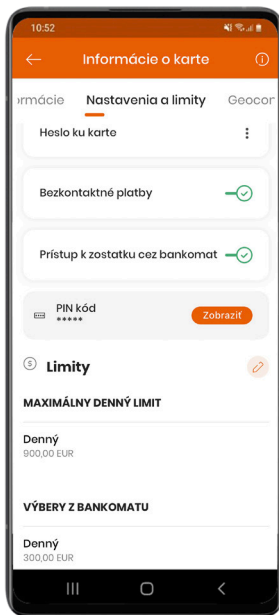 10:52
Informácie o karte
ormácie Nastavenia a limity Geocor
Heslo ku karte
Bezkontaktné platby
Prístup k zostatku cez bankomat
PIN kód
*****
Zobraziť
Limity
MAXIMÁLNY DENNÝ LIMIT
Denný
900,00 EUR
VÝBERY Z BANKOMATU
Denný
300,00 EUR